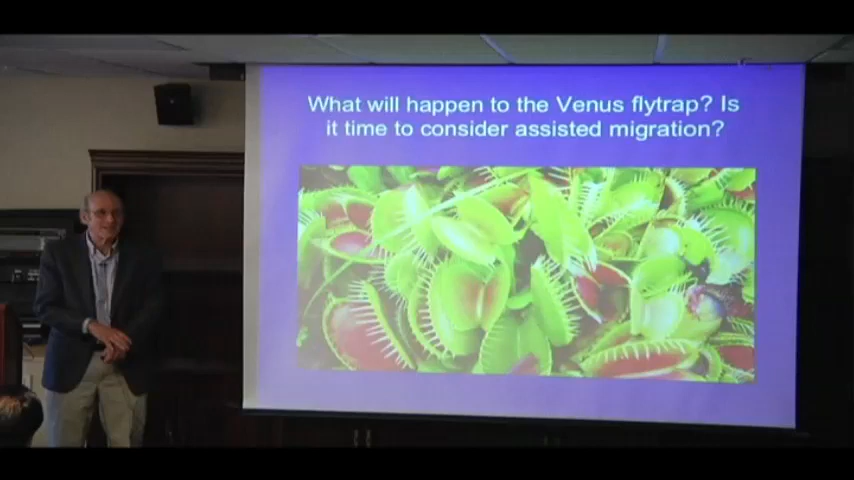 What will happen to the Venus flytrap? Is
it time to consider assisted migration?